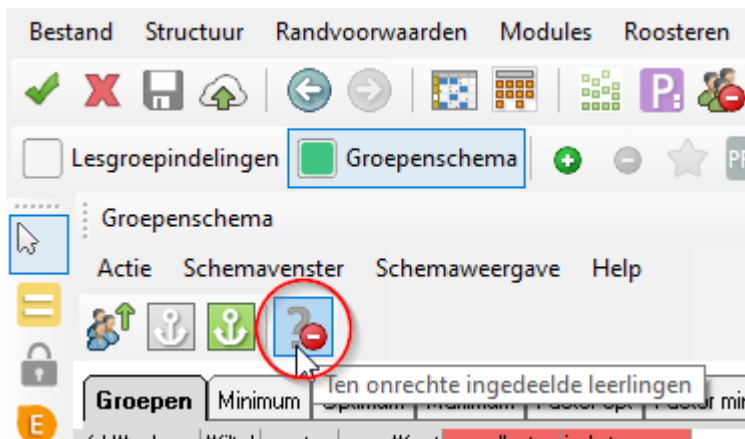 Bestand Structuur Randvoorwaarden Modules Roosteren
P:
Lesgroepindelingen Groepenschema
Groepenschema
Actie Schemavenster Schemaweergave Help
?
Ten onrechte ingedeelde leerlingen
Groepen Minimum
E